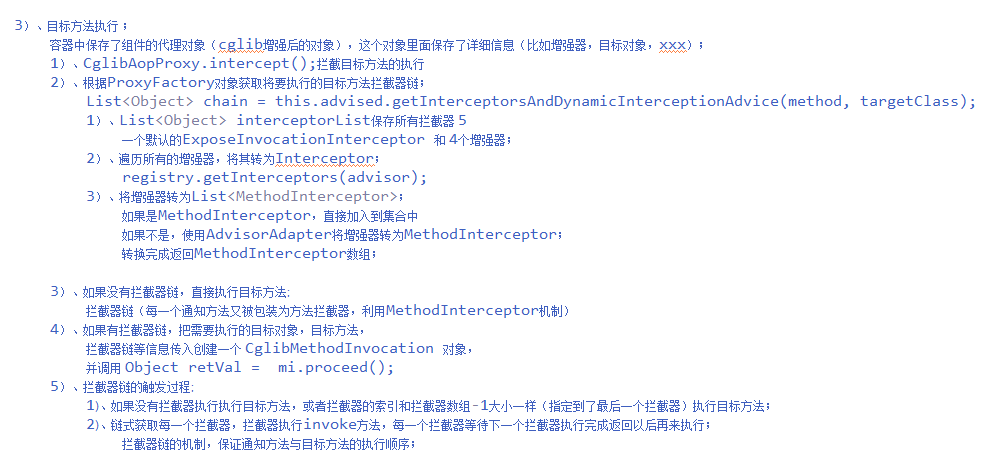 3）、目标方法执行 ；
容器中保存了组件的代理对象（cglib增强后的对象），这个对象里面保存了详细信息（比如增强器，目标对象，xxx）；
1）、CglibAopProxy.intercept();拦截目标方法的执行
2）、根据ProxyFactory对象获取将要执行的目标方法拦截器链；
List<Object> chain = this.advised.getInterceptorsAndDynamicInterceptionAdvice(method, targetClass);
1）、List<Object> interceptorList保存所有拦截器 5
一个默认的ExposeInvocationInterceptor 和 4个增强器；
2）、遍历所有的增强器，将其转为Interceptor；
registry.getInterceptors(advisor);
3）、将增强器转为List<MethodInterceptor>；
如果是MethodInterceptor，直接加入到集合中
如果不是，使用AdvisorAdapter将增强器转为MethodInterceptor；
转换完成返回MethodInterceptor数组；
3）、如果没有拦截器链，直接执行目标方法;
拦截器链（每一个通知方法又被包装为方法拦截器，利用MethodInterceptor机制）
4）、如果有拦截器链，把需要执行的目标对象，目标方法，
拦截器链等信息传入创建一个 CglibMethodInvocation 对象，
并调用 Object retVal =  mi.proceed();
5）、拦截器链的触发过程;
1)、如果没有拦截器执行执行目标方法，或者拦截器的索引和拦截器数组-1大小一样（指定到了最后一个拦截器）执行目标方法；
2)、链式获取每一个拦截器，拦截器执行invoke方法，每一个拦截器等待下一个拦截器执行完成返回以后再来执行；
拦截器链的机制，保证通知方法与目标方法的执行顺序；